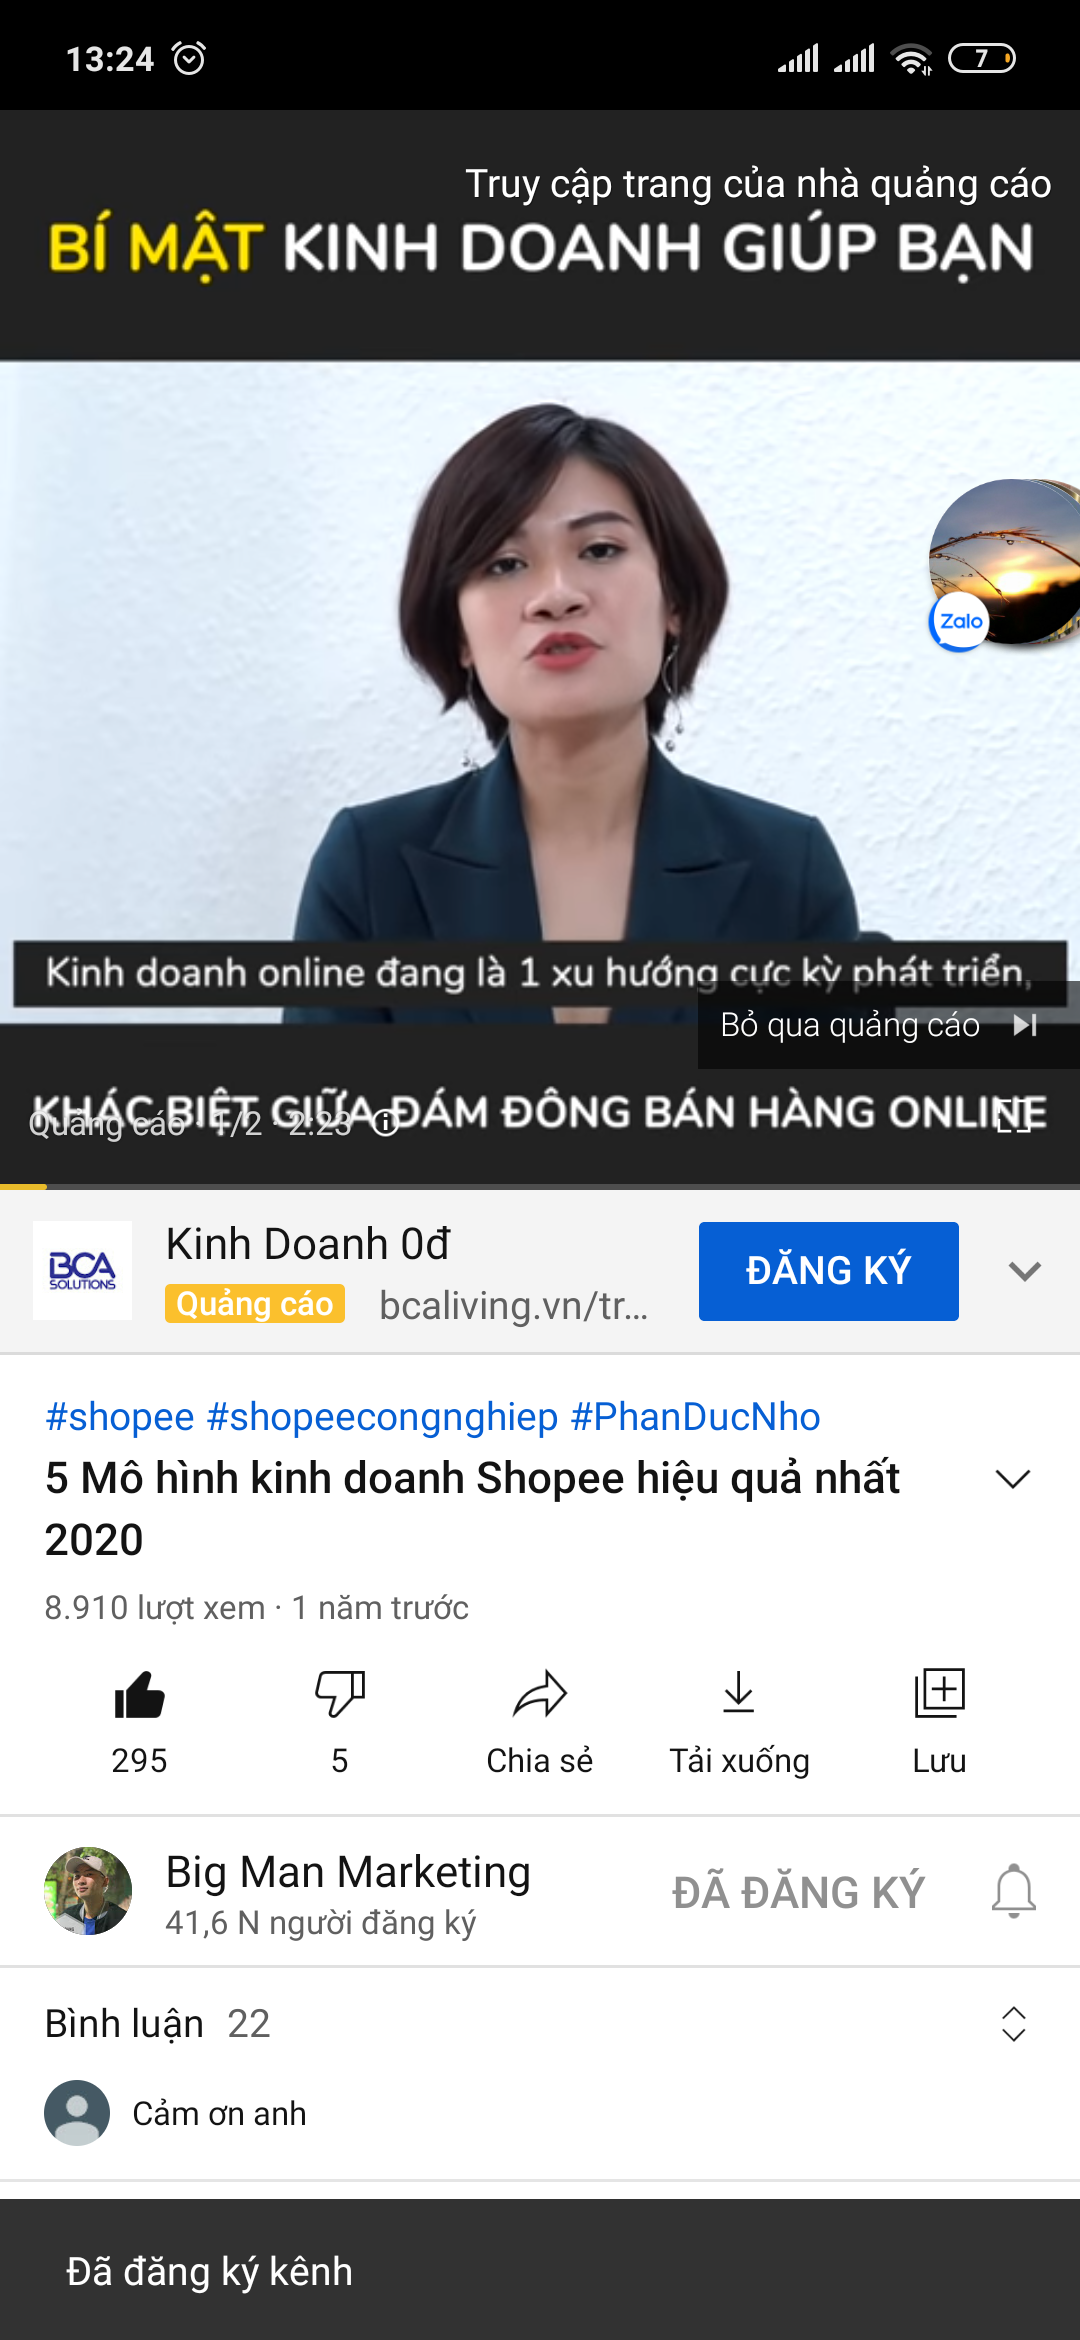 13:24
7
Truy cập trang của nhà quảng cáo
BÍ MẬT KINH DOANH GIÚP BẠN
Zalo
Kinh doanh online đang là 1 xu hướng cực kỳ phát triển,
Bỏ qua quảng cáo
KHÁC BIỆT GIỮA ĐÁM ĐÔNG BÁN HÀNG ONLINE
Quảng cáo · 1/2 · 2:23
BCA
SOLUTIONS
Kinh Doanh 0đ
Quảng cáo bcaliving.vn/tr...
ĐĂNG KÝ
#shopee #shopeecongnghiep #PhanDucNho
5 Mô hình kinh doanh Shopee hiệu quả nhất
2020
8.910 lượt xem · 1 năm trước
295 5 Chia sẻ Tải xuống Lưu
Big Man Marketing
41,6 N người đăng ký
ĐÃ ĐĂNG KÝ
Bình luận 22
Cảm ơn anh
Đã đăng ký kênh